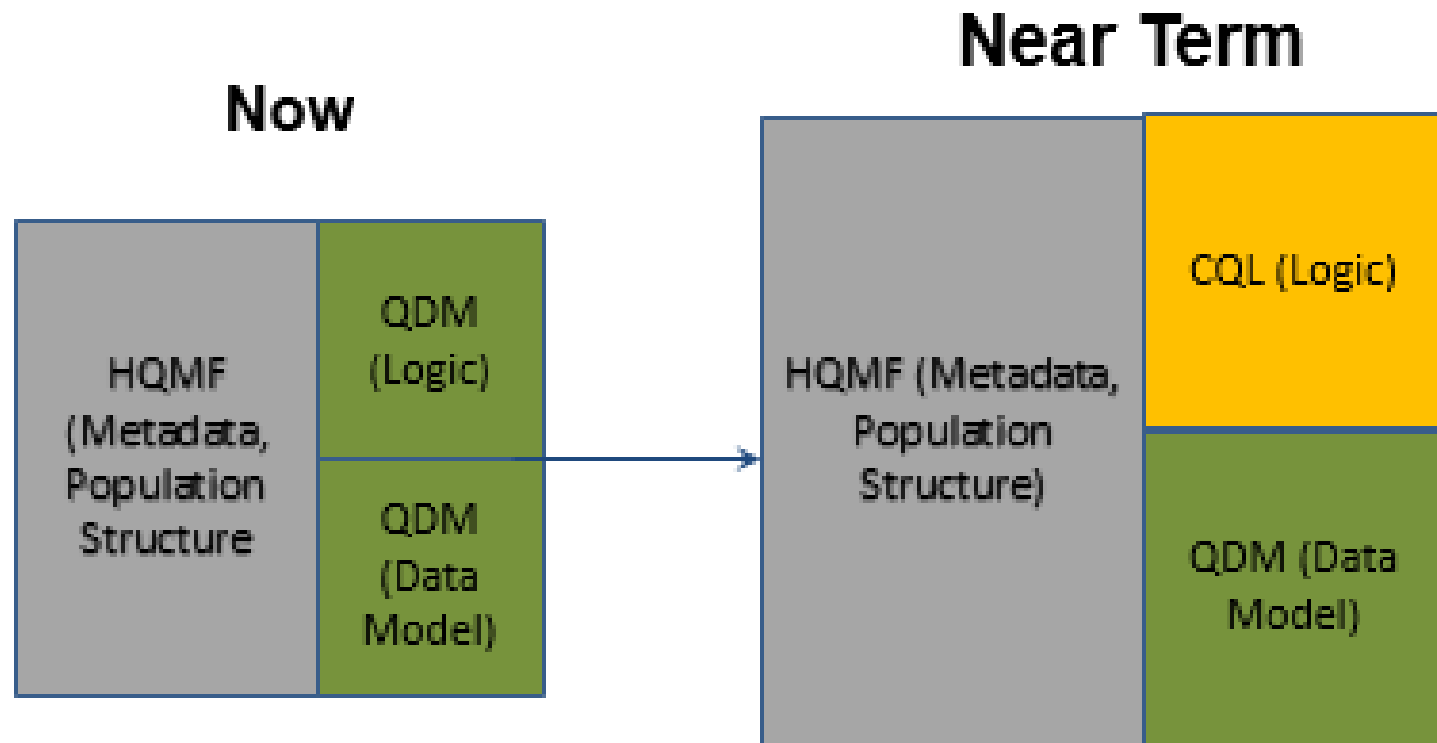 Now
HQMF
(Metadata,
Population
Structure
QDM
(Logic)
QDM
(Data
Model)
Near Term
HQMF (Metadata,
Population
Structure)
CQL (Logic)
QDM (Data
Model)